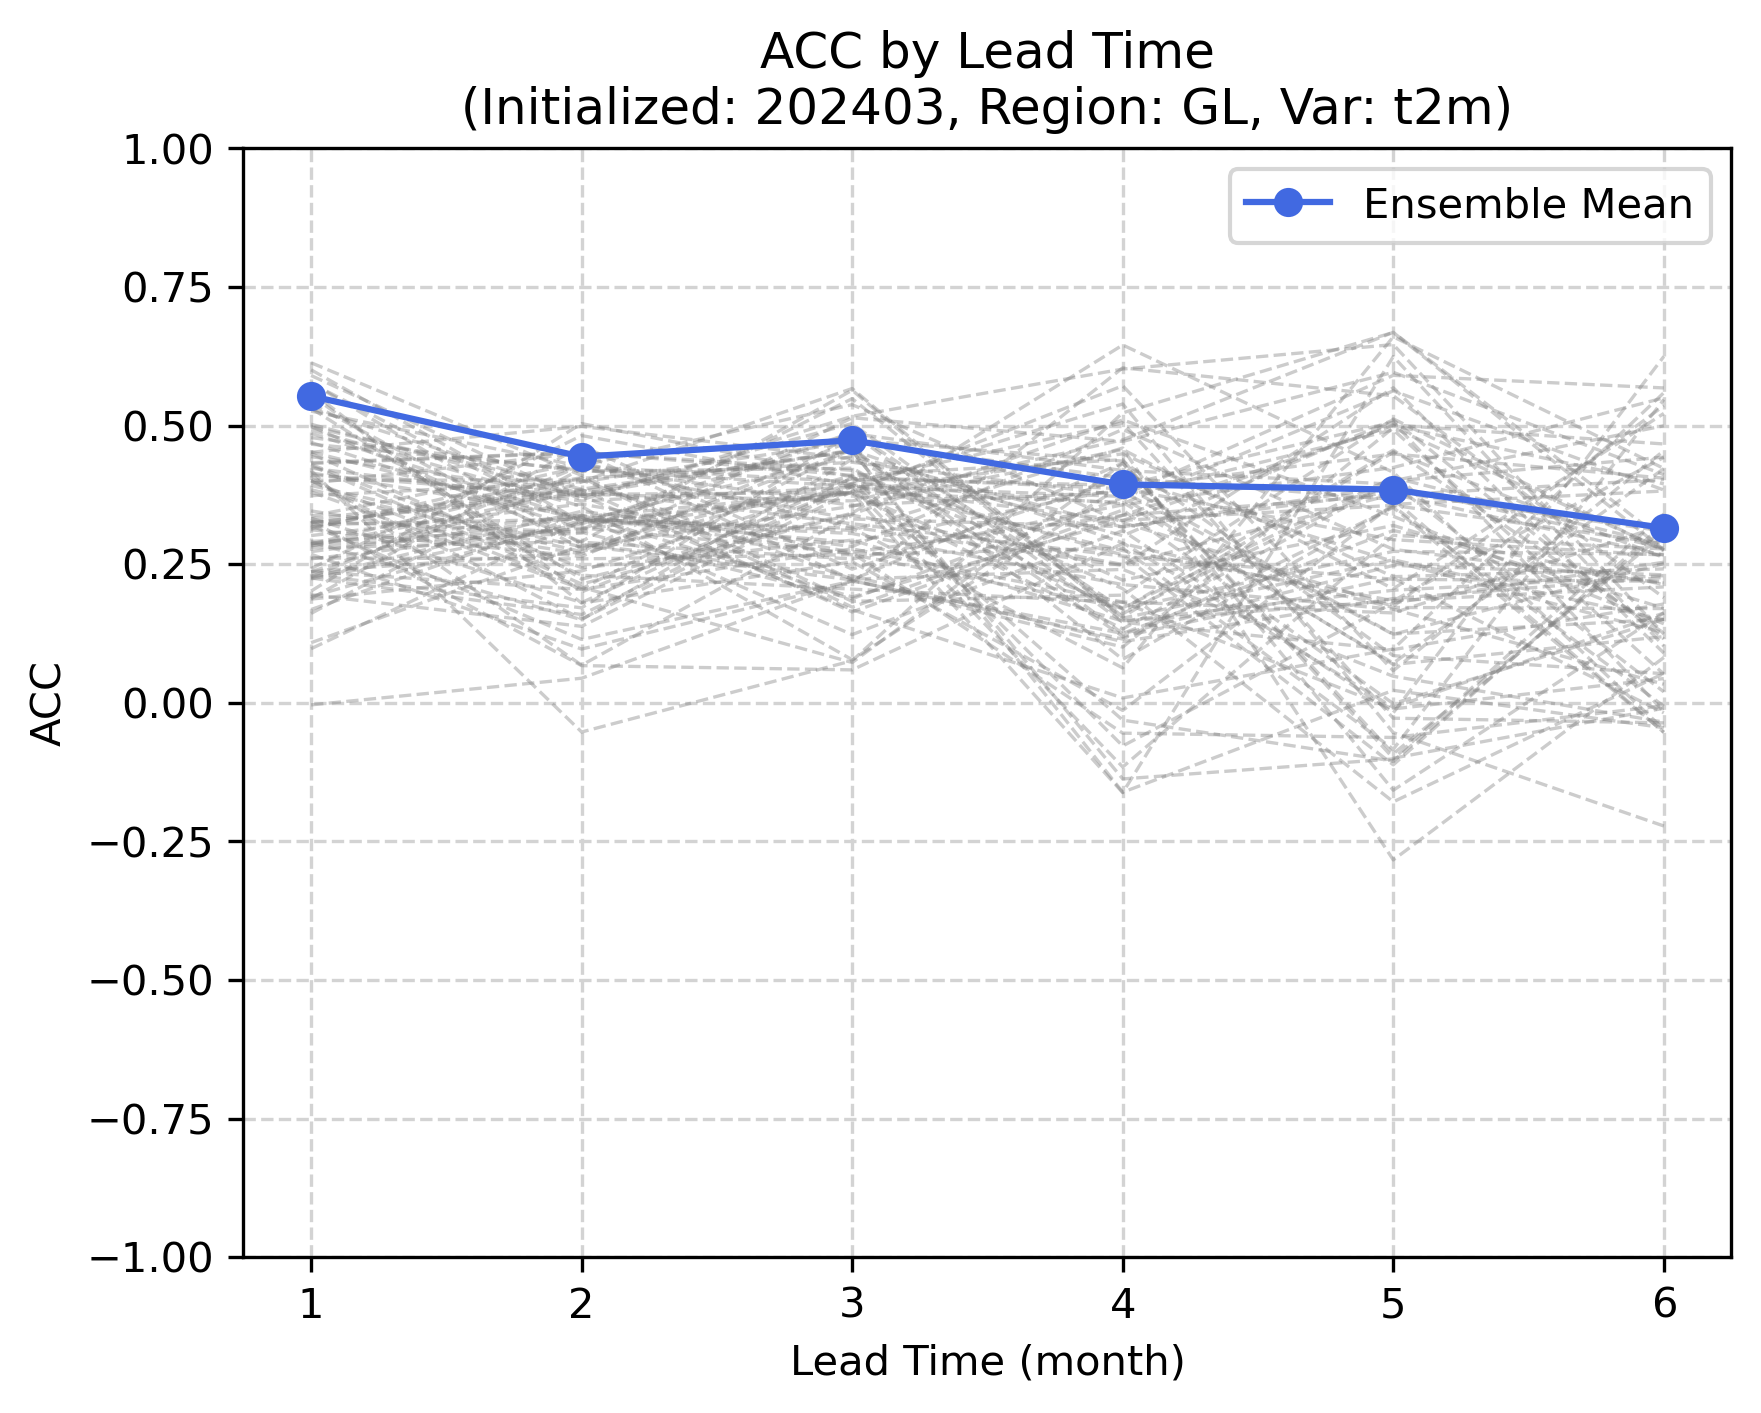 ACC by Lead Time
(Initialized: 202403, Region: GL, Var: t2m)
Ensemble Mean
ACC
1.00
0.75
0.50
0.25
0.00
−0.25
−0.50
−0.75
−1.00
1 2 3 4 5 6
Lead Time (month)